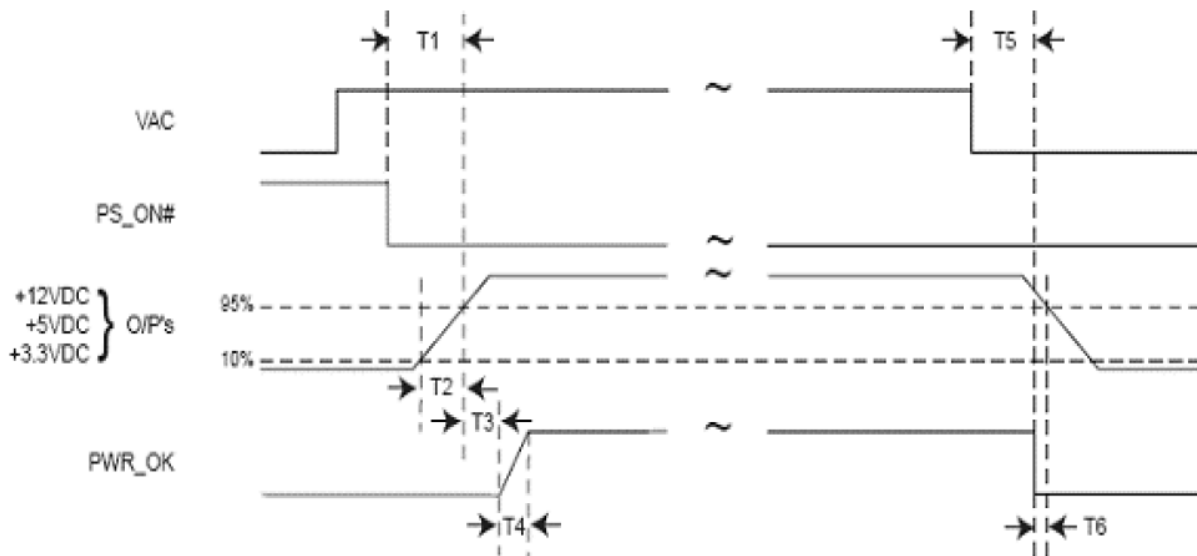 T1
T5
~
VAC
PS_ON#
~
~
+12VDC
+5VDC
+3.3VDC
} O/P's
95%
10%
T2
T3
~
PWR_OK
T4
T6